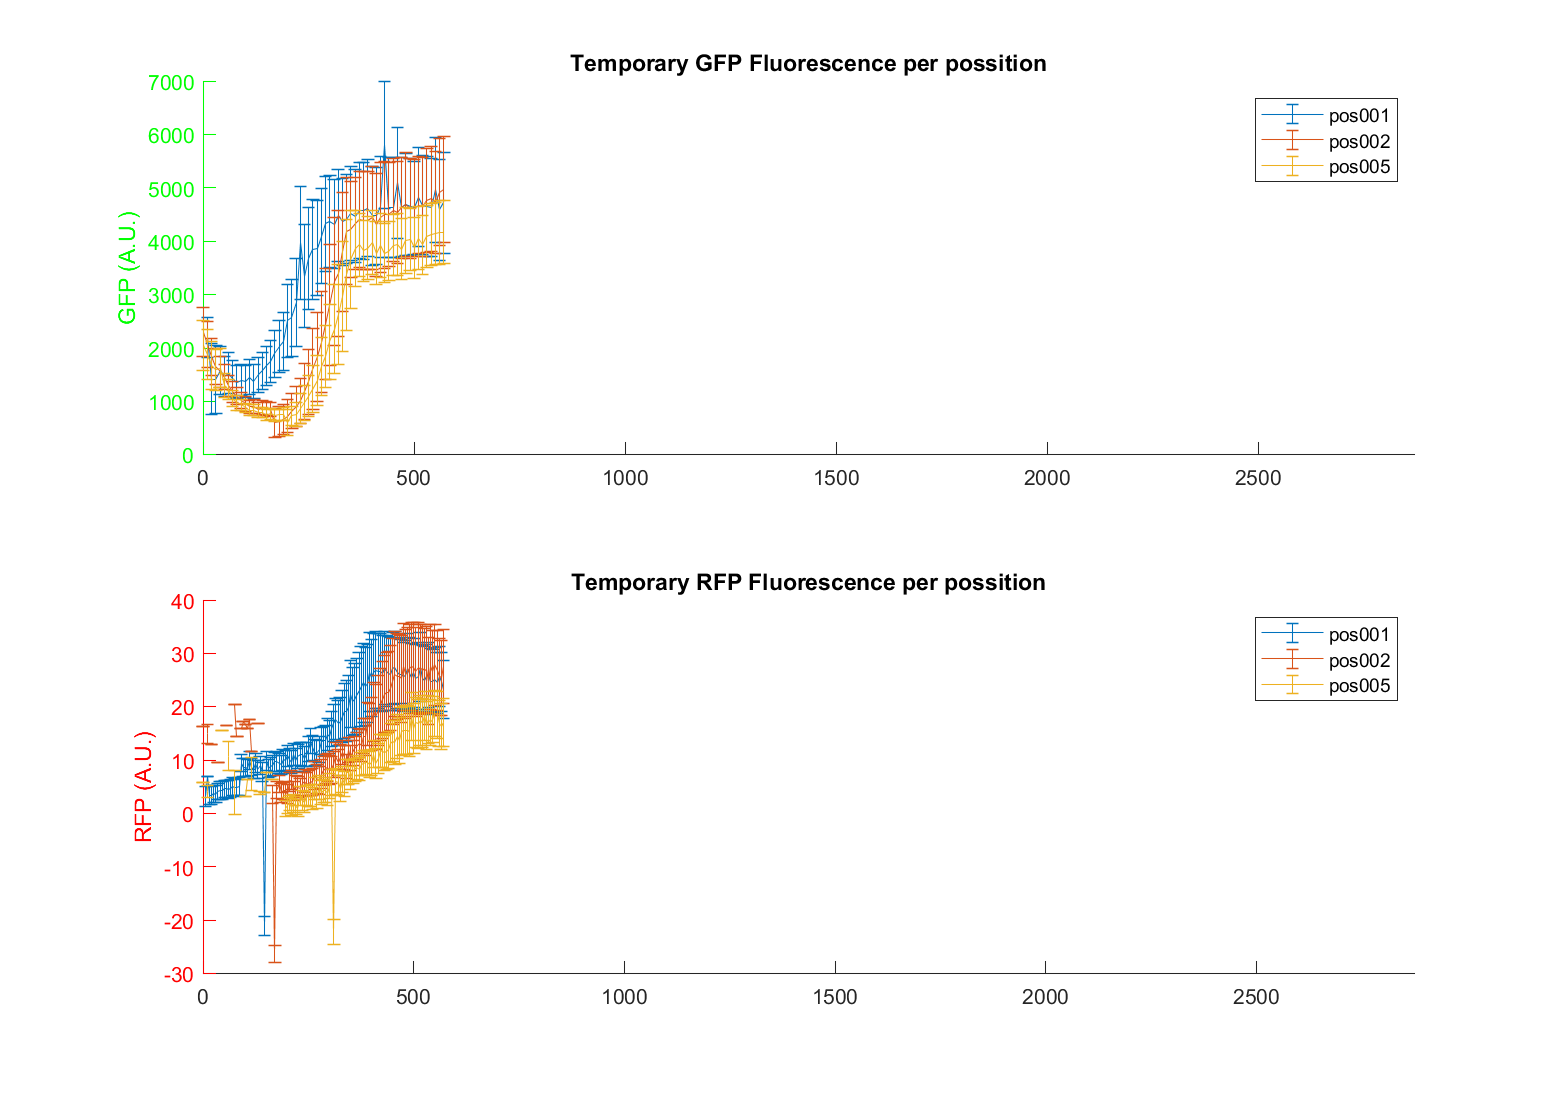 Temporary GFP Fluorescence per possition
GFP (A.U.)
7000
6000
5000
4000
3000
2000
1000
0
0 500 1000 1500 2000 2500
pos001
pos002
pos005
Temporary RFP Fluorescence per possition
RFP (A.U.)
40
30
20
10
0
-10
-20
-30
0 500 1000 1500 2000 2500
pos001
pos002
pos005